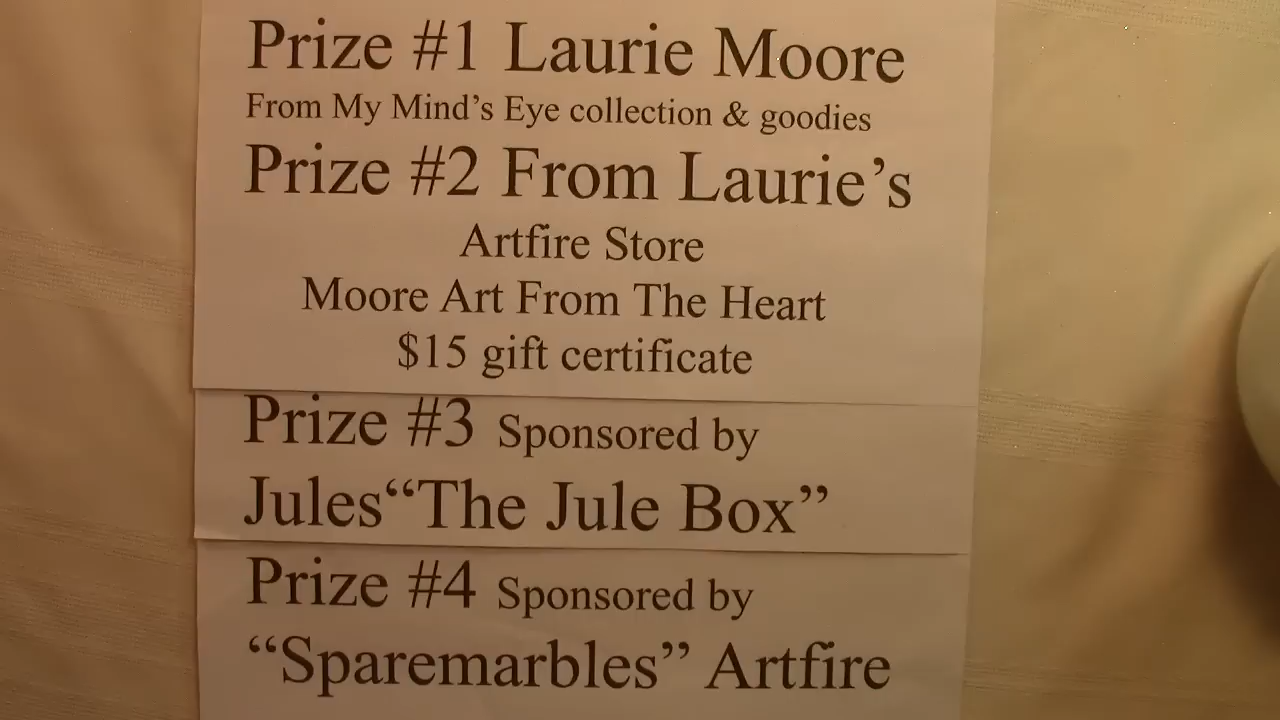 Prize #1 Laurie Moore
From My Mind’s Eye collection & goodies
Prize #2 From Laurie’s
Artfire Store
Moore Art From The Heart
$15 gift certificate
Prize #3 Sponsored by
Jules“The Jule Box”
Prize #4 Sponsored by
“Sparemarbles” Artfire